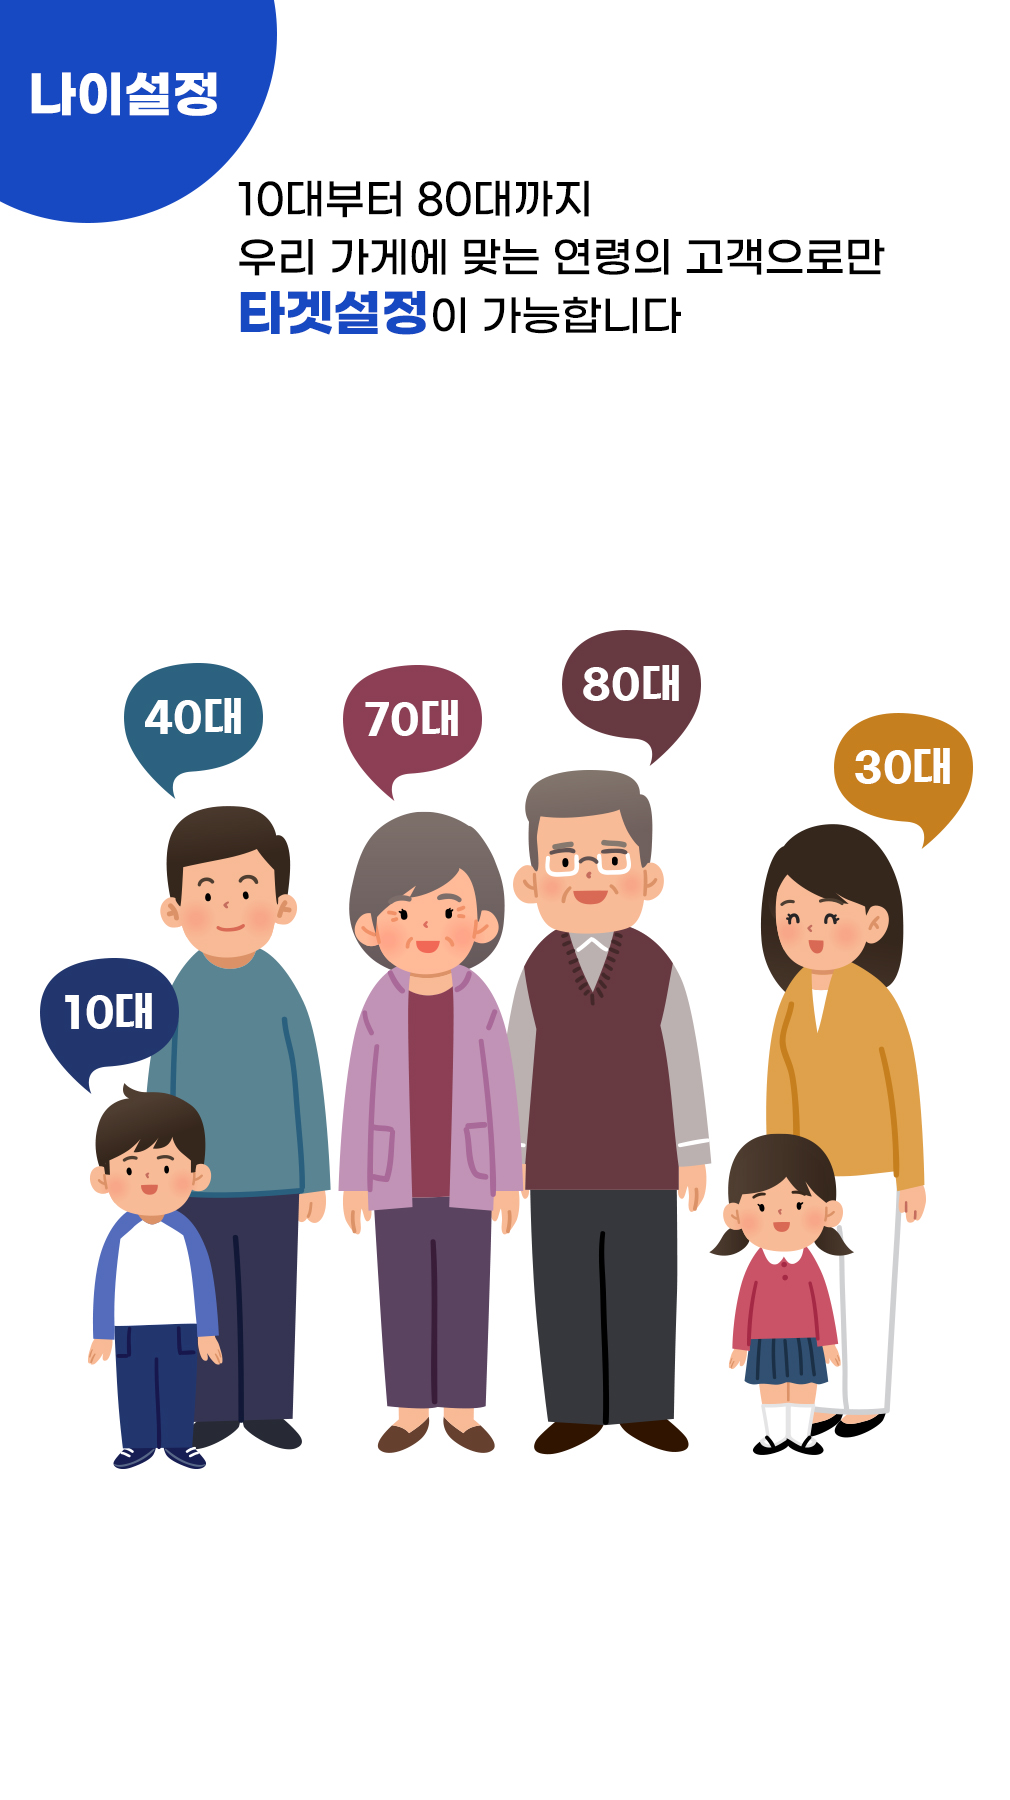 나이설정
10대부터 80대까지
우리 가게에 맞는 연령의 고객으로만
타겟설정이 가능합니다
40대
70대
80대
30대
10대